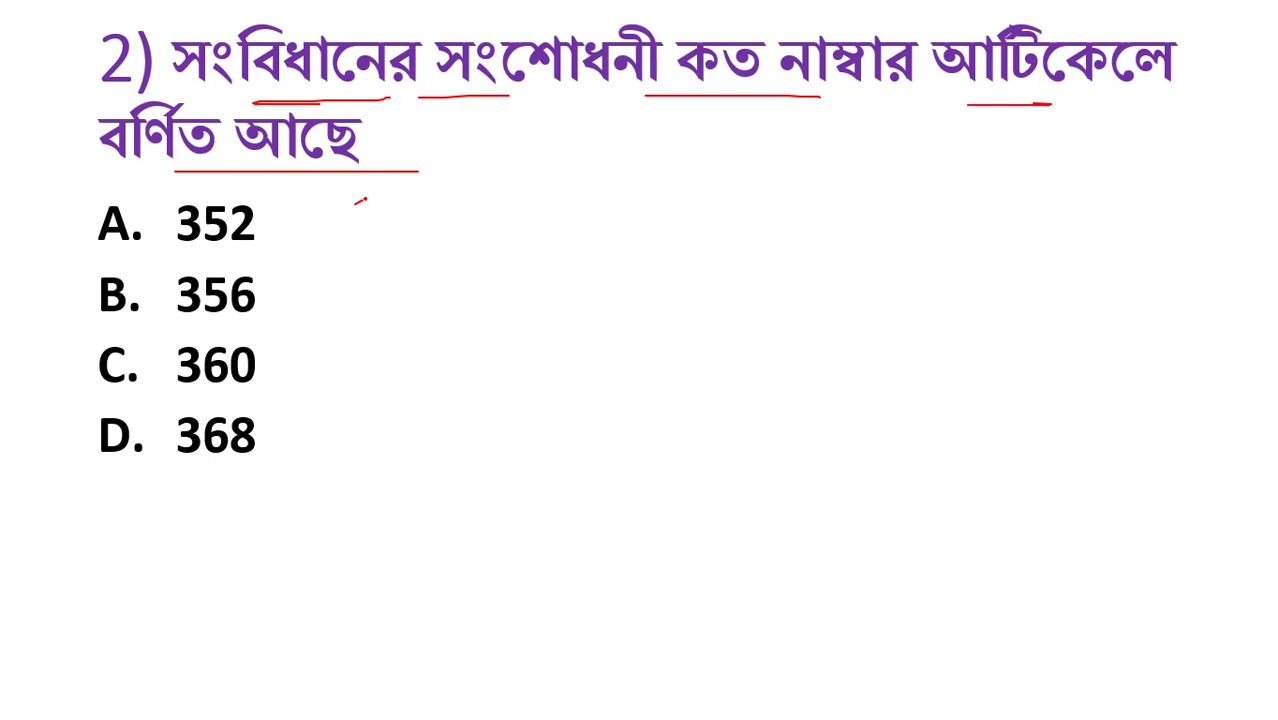 2) সংবিধানের সংশোধনী কত নাম্বার আর্টিকেলে
বর্ণিত আছে
A. 352
B. 356
C. 360
D. 368